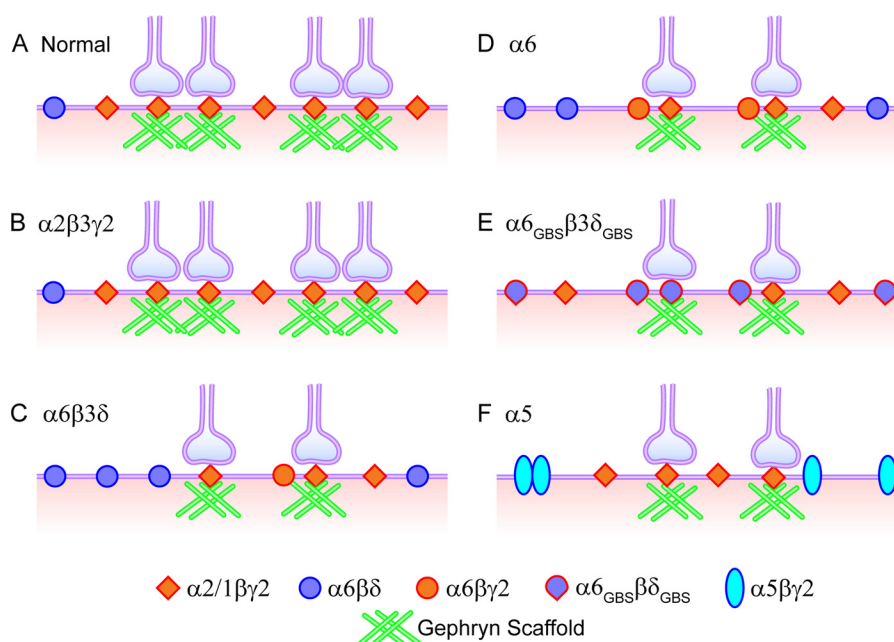 A Normal
D α6
B α2β3γ2
E α6GBSβ3δGBS
C α6β3δ
F α5
α2/1βγ2 α6βδ α6βγ2 α6GBSβδGBS α5βγ2
Gephryn Scaffold